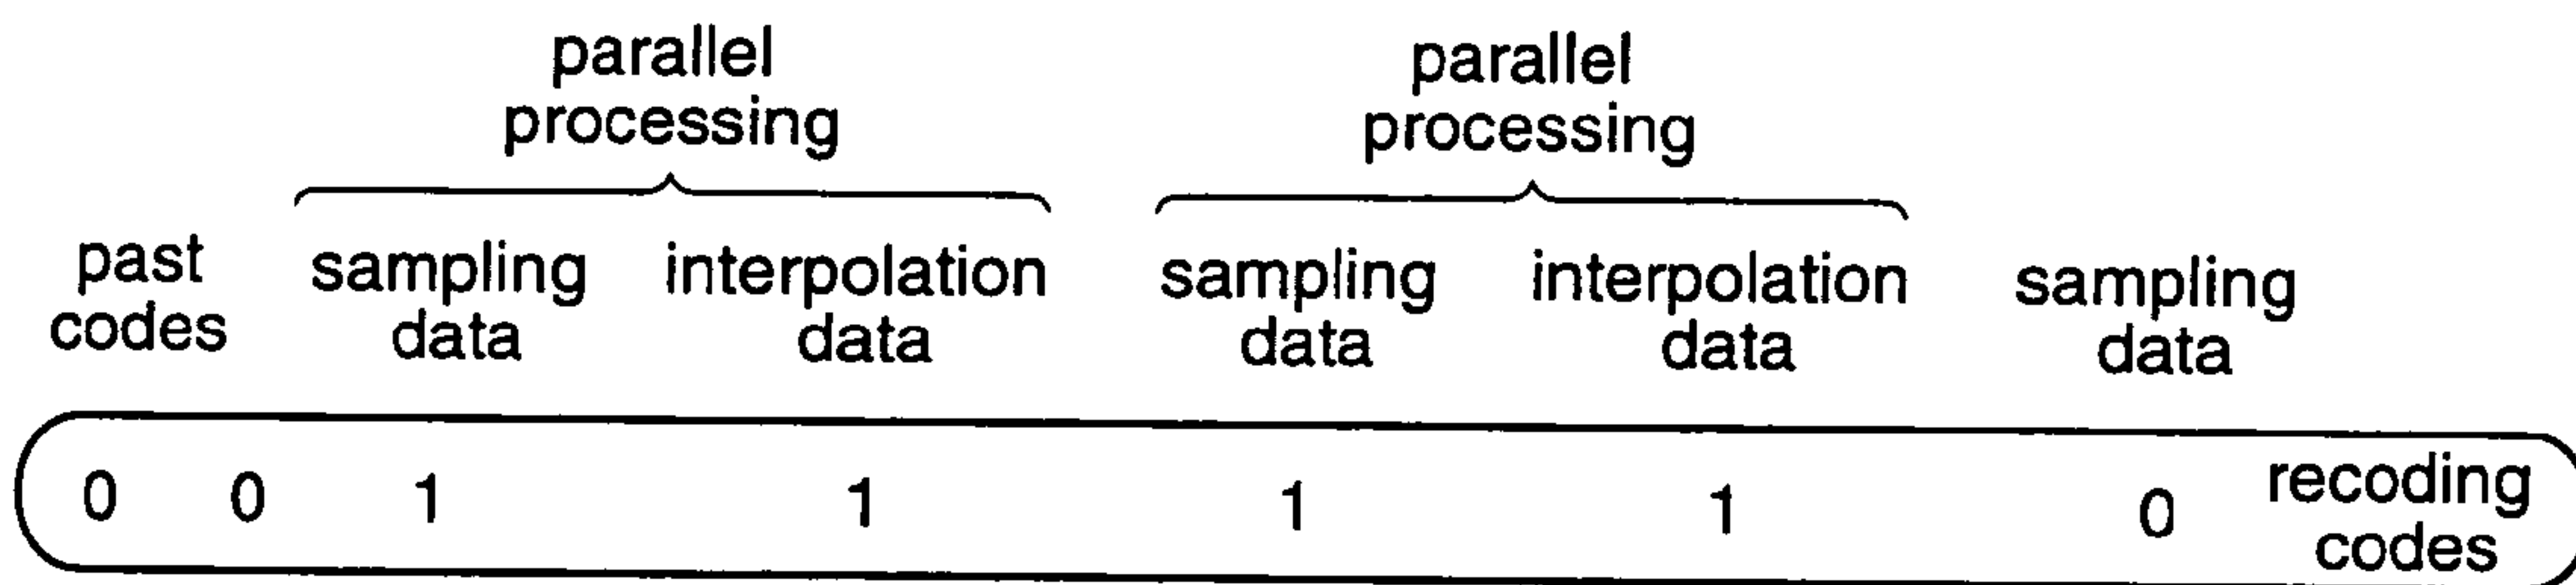 parallel
processing
parallel
processing
past
codes
sampling
data
interpolation
data
sampling
data
interpolation
data
sampling
data
0 0 1 1 1 1 0 recoding
codes